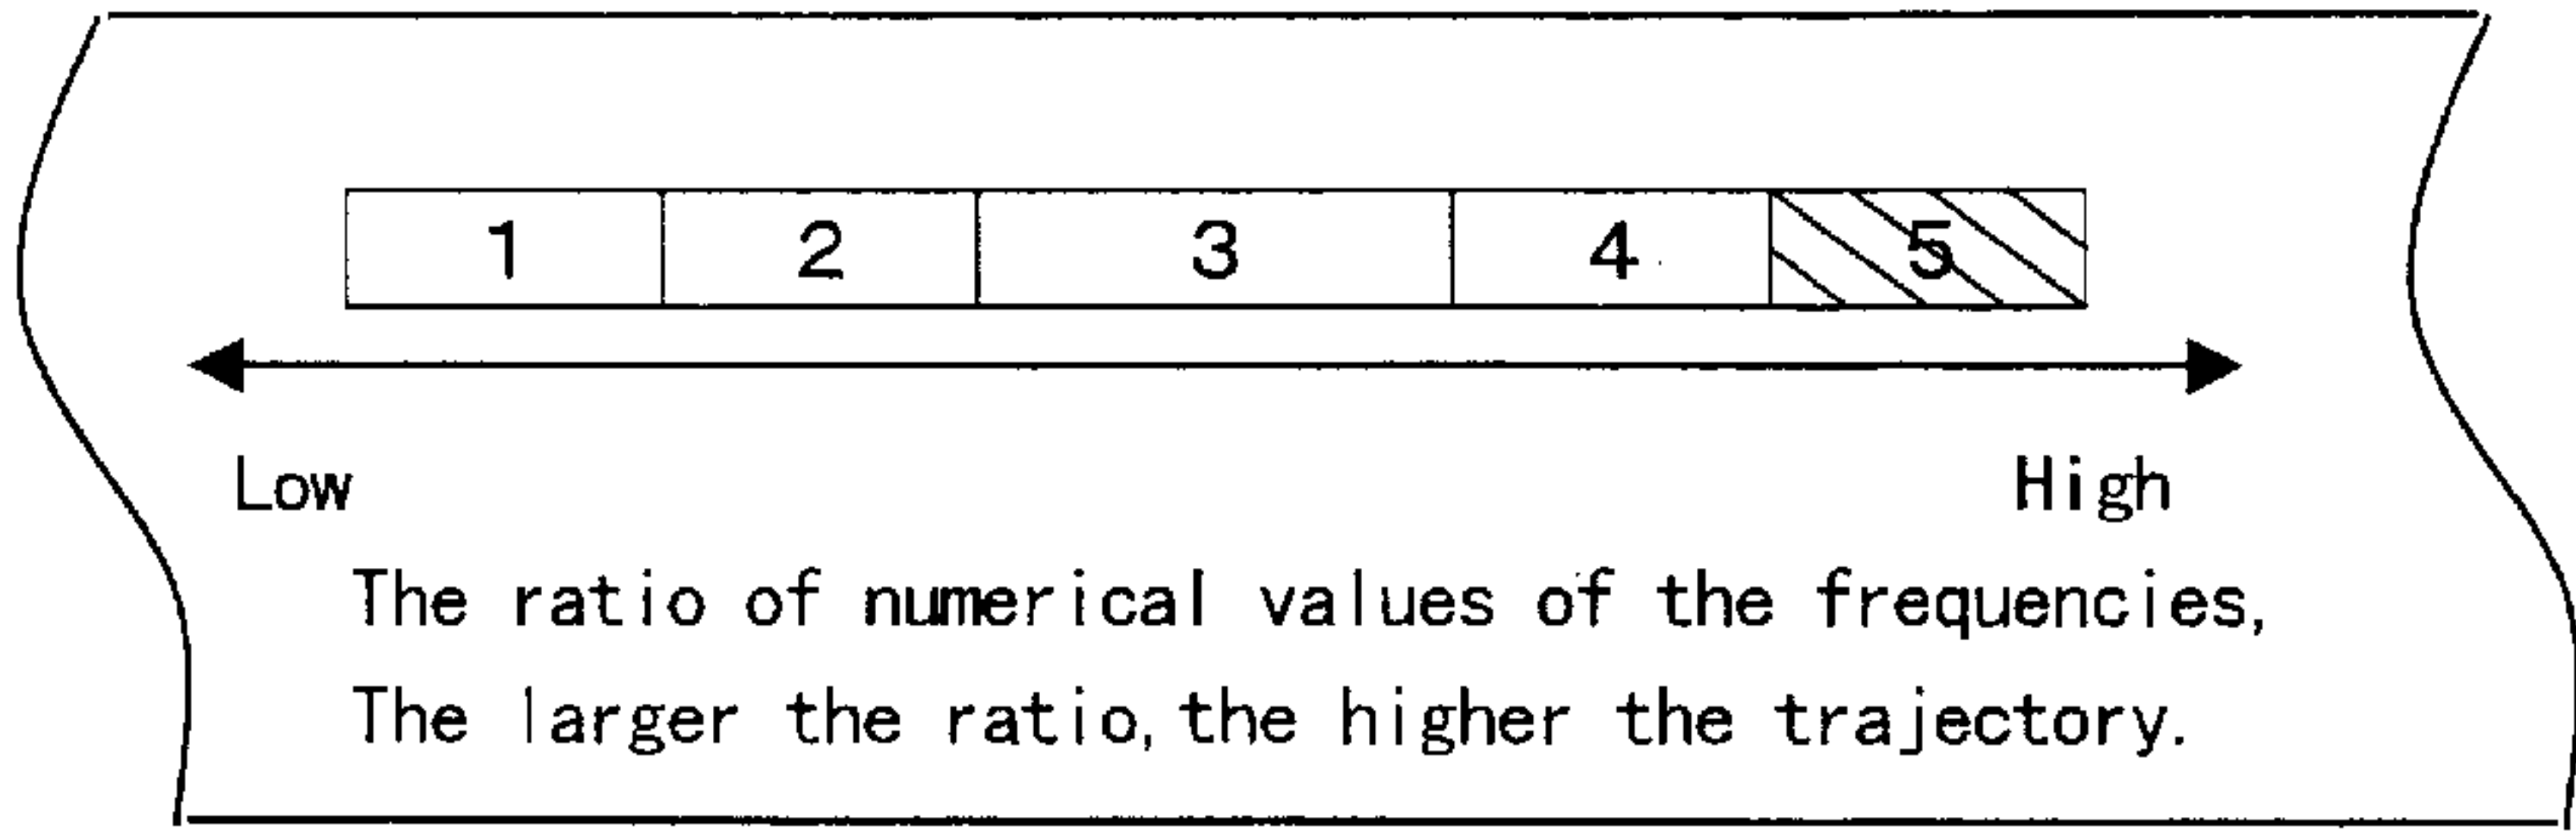 1 2 3 4 5
Low High
The ratio of numerical values of the frequencies,
The larger the ratio, the higher the trajectory.